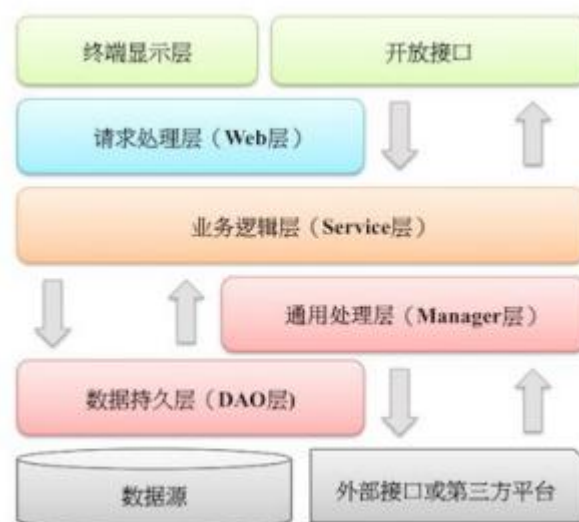 终端显示层
开放接口
请求处理层（Web层）
业务逻辑层（Service层）
通用处理层（Manager层）
数据持久层（DAO层)
数据源
外部接口或第三方平台